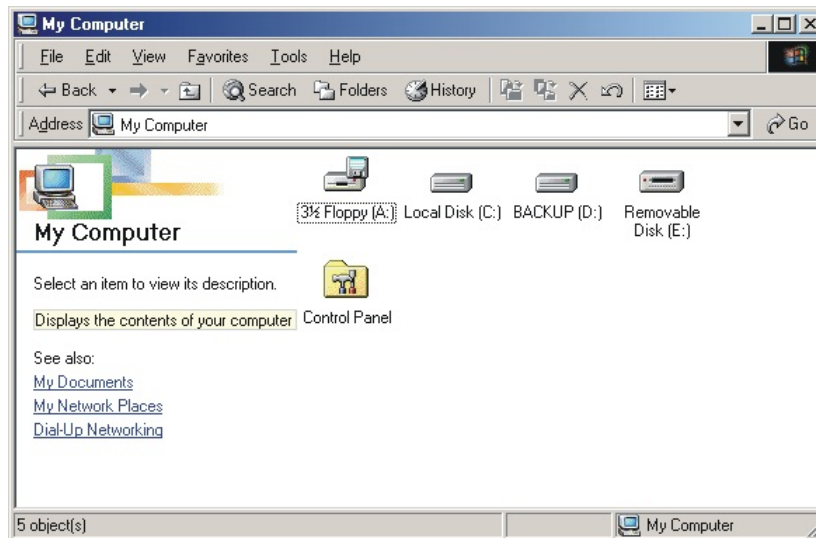 My Computer
File Edit View Favorites Tools Help
Back Search Folders History
Address My Computer Go
3½ Floppy (A:) Local Disk (C:) BACKUP (D:) Removable
Disk (E:)
My Computer
Select an item to view its description.
Displays the contents of your computer
Control Panel
See also:
My Documents
My Network Places
Dial-Up Networking
5 object(s) My Computer